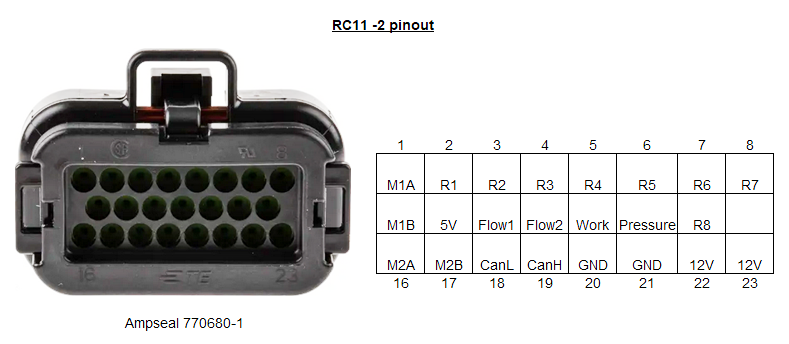 RC11 -2 pinout
8
1 2 3 4 5 6 7 8
M1A R1 R2 R3 R4 R5 R6 R7
M1B 5V Flow1 Flow2 Work Pressure R8
M2A M2B CanL CanH GND GND 12V 12V
16 17 18 19 20 21 22 23
16 TE 23
Ampseal 770680-1